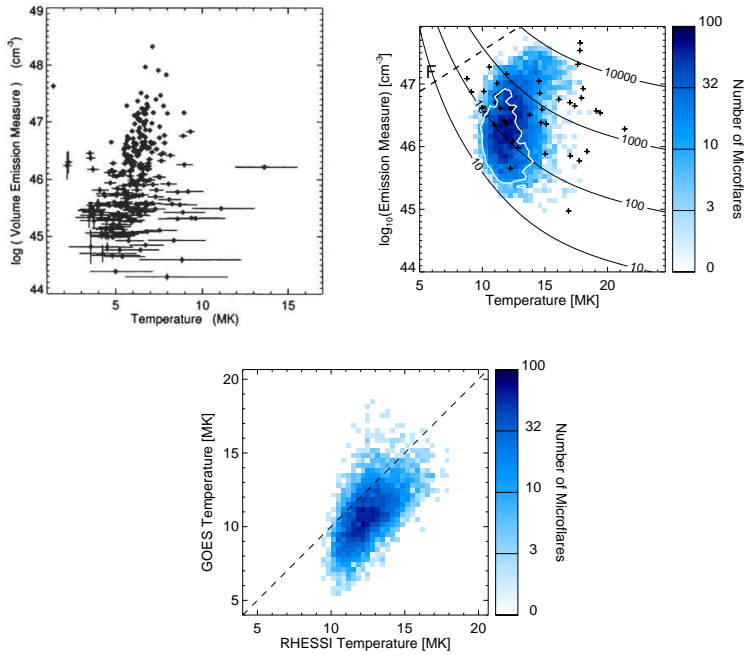 49
48
47
46
45
44
log ( Volume Emission Measure ) (cm⁻³)
5 10 15
Temperature (MK)
47
46
45
44
log₁₀(Emission Measure) [cm⁻³]
F
10000
1000
100
10
10
5 10 15 20
Temperature [MK]
100
32
10
3
0
Number of Microflares
20
15
10
5
GOES Temperature [MK]
5 10 15 20
RHESSI Temperature [MK]
100
32
10
3
0
Number of Microflares